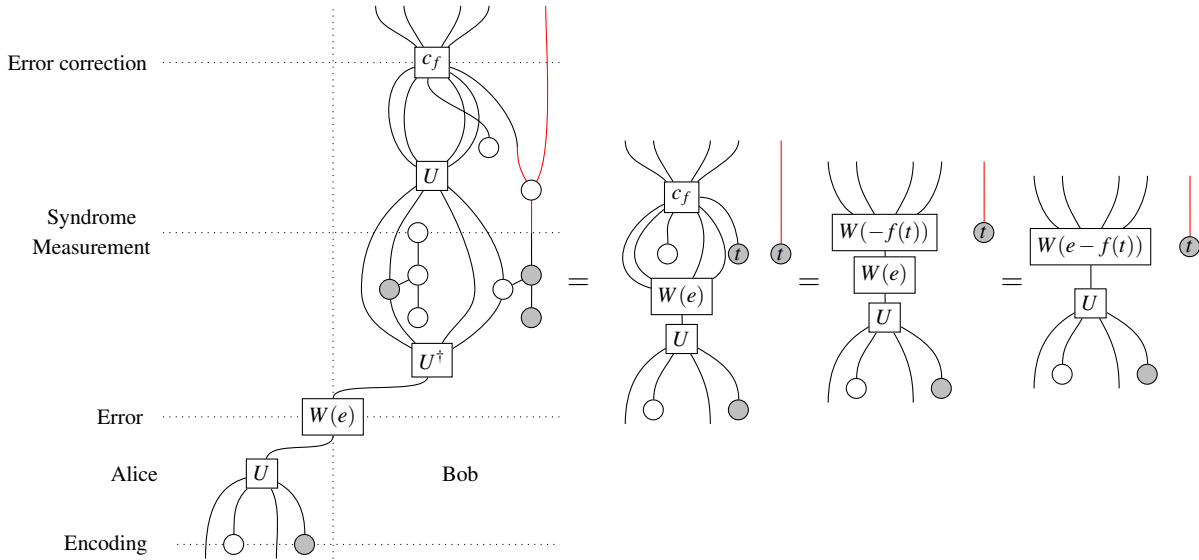 Error correction
c_f
U
Syndrome
Measurement
U†
Error
W(e)
Alice
U
Bob
Encoding
=
c_f
t
t
W(e)
U
=
W(−f(t))
t
W(e)
U
=
W(e − f(t))
t
U